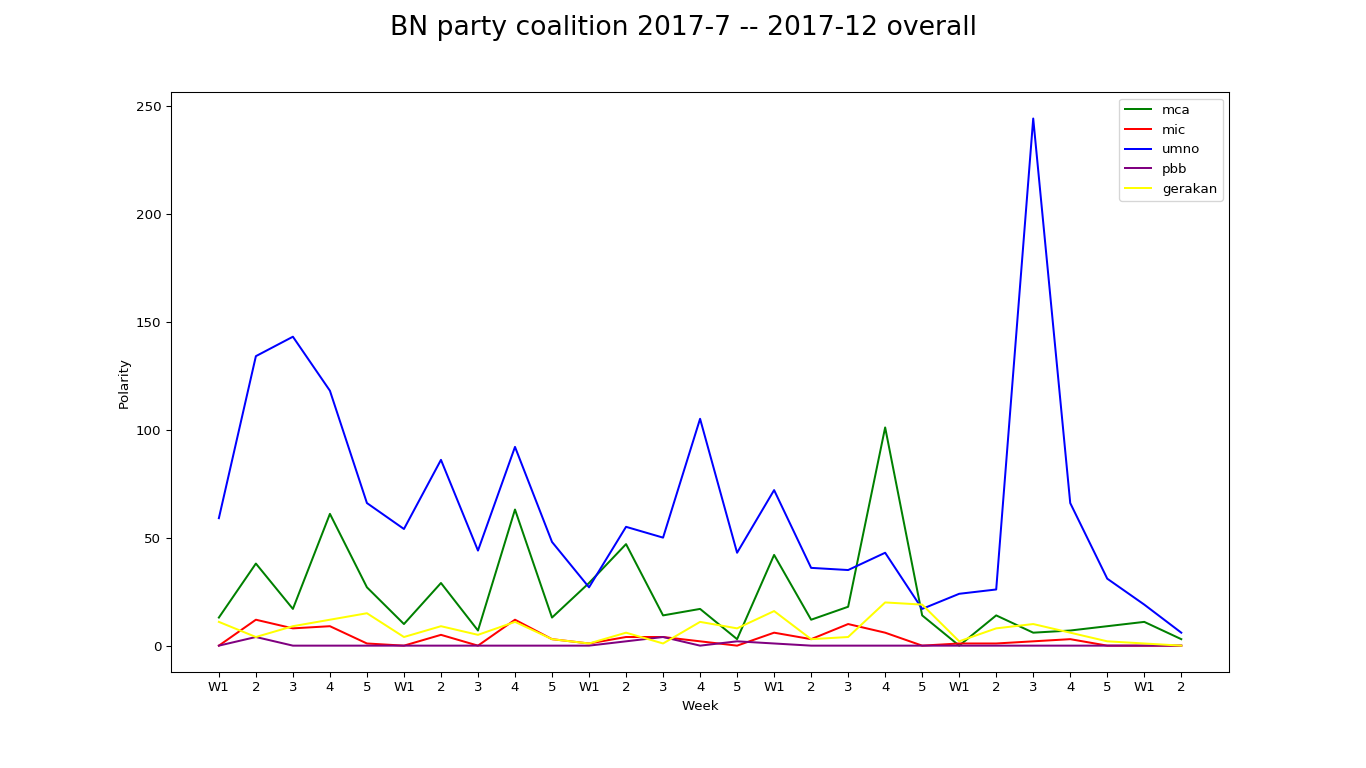 BN party coalition 2017-7 -- 2017-12 overall
250
200
150
100
50
0
Polarity
mca
mic
umno
pbb
gerakan
W1 2 3 4 5 W1 2 3 4 5 W1 2 3 4 5 W1 2 3 4 5 W1 2 3 4 5 W1 2
Week